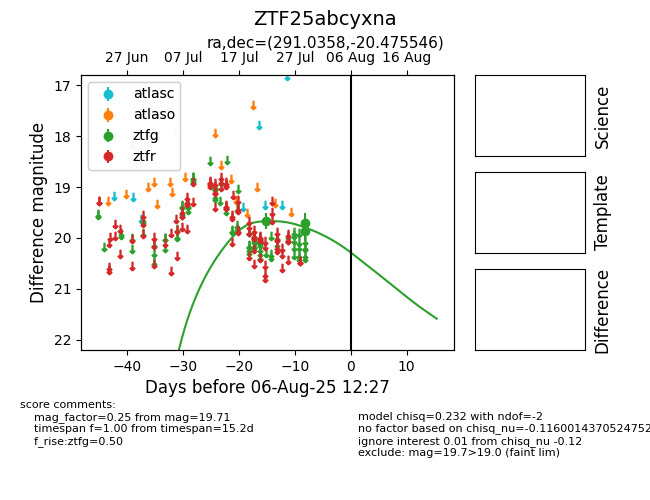 ZTF25abcyxna
ra,dec=(291.0358,-20.475546)
27 Jun 07 Jul 17 Jul 27 Jul 06 Aug 16 Aug
atlasc
atlaso
ztfg
ztfr
17
18
19
20
21
22
Difference magnitude
−40 −30 −20 −10 0 10
Days before 06-Aug-25 12:27
Science
Template
Difference
score comments:
mag_factor=0.25 from mag=19.71
timespan f=1.00 from timespan=15.2d
f_rise:ztfg=0.50
model chisq=0.232 with ndof=-2
no factor based on chisq_nu=-0.1160014370524752
ignore interest 0.01 from chisq_nu -0.12
exclude: mag=19.7>19.0 (faint lim)